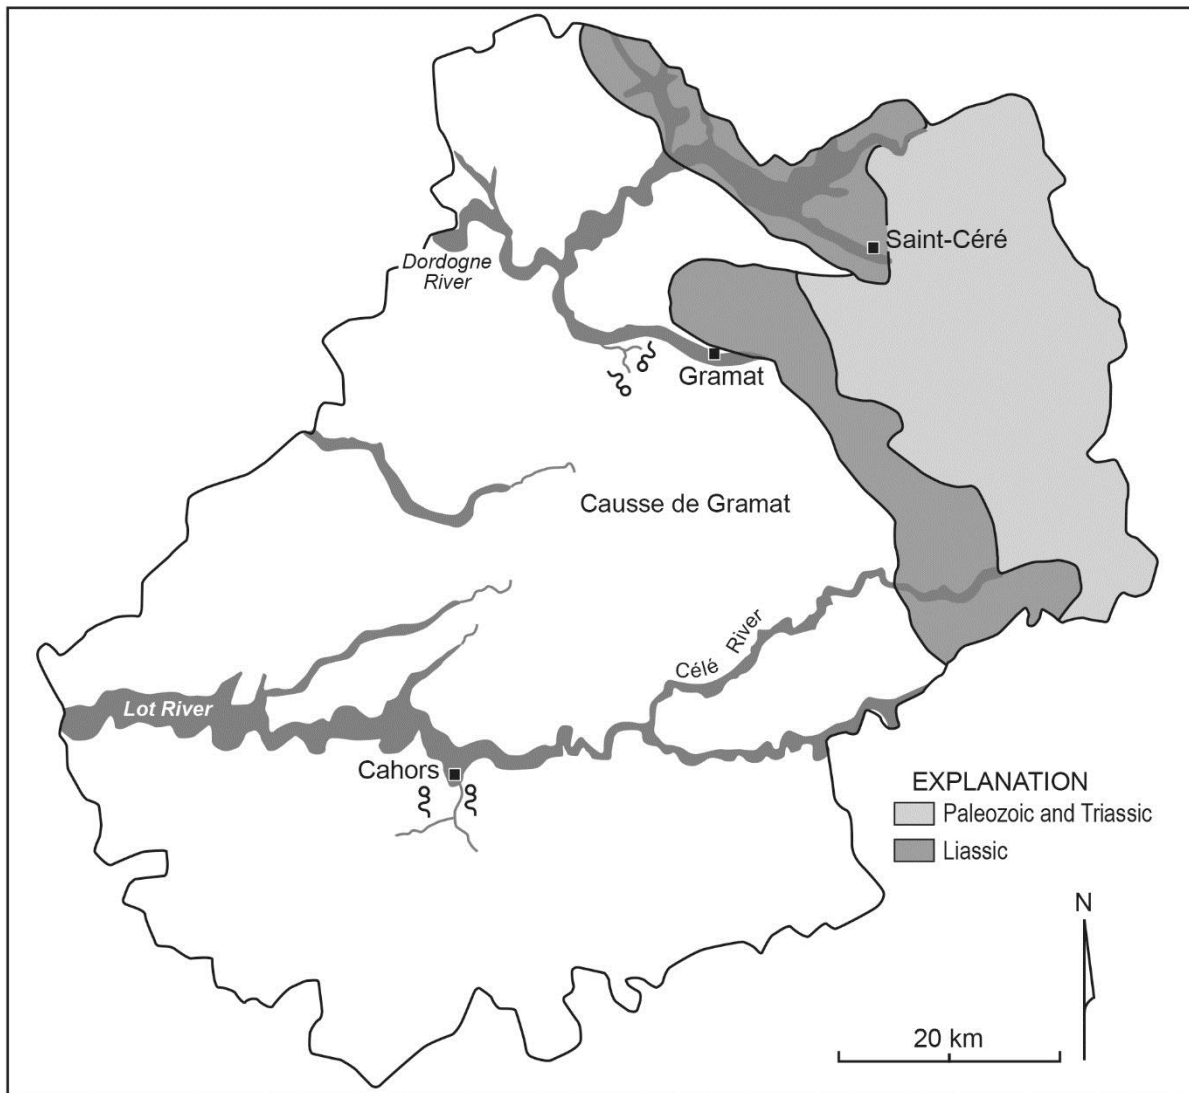 Saint-Céré
Dordogne
River
Gramat
Causse de Gramat
Célé River
Lot River
Cahors
EXPLANATION
Paleozoic and Triassic
Liassic
N
20 km